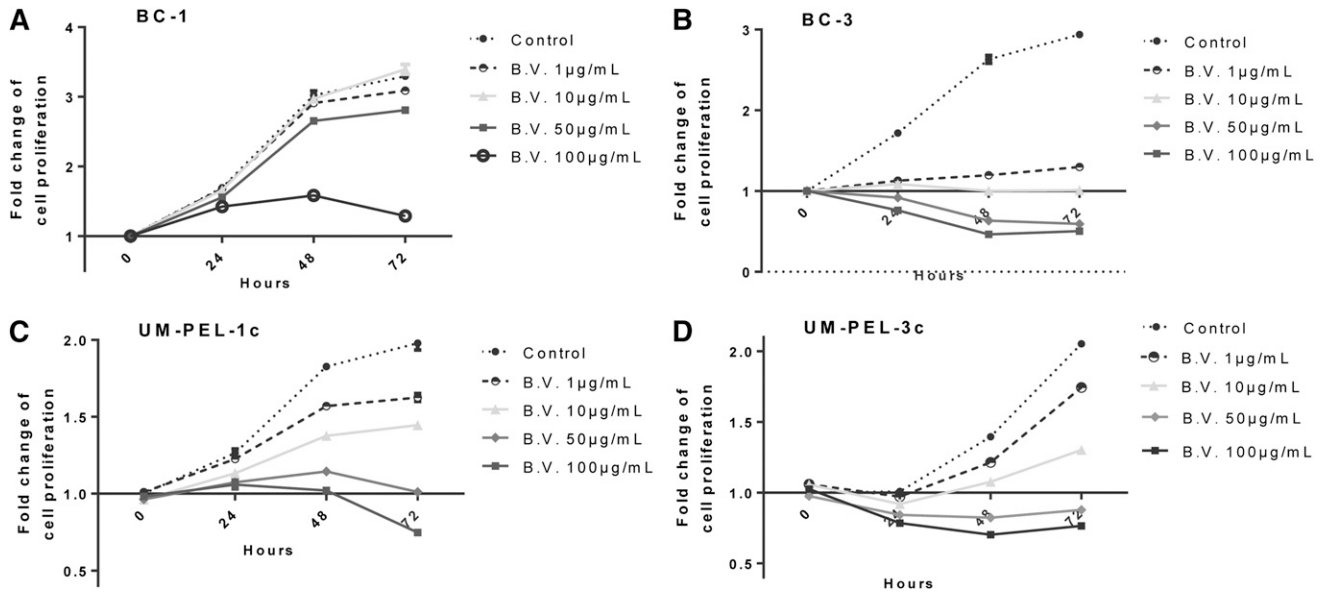 A
BC-1
Fold change of
cell proliferation
4
3
2
1
0
24
48
72
Hours
Control
B.V. 1µg/mL
B.V. 10µg/mL
B.V. 50µg/mL
B.V. 100µg/mL
B
BC-3
Fold change of
cell proliferation
3
2
1
0
0
24
48
72
Hours
Control
B.V. 1µg/mL
B.V. 10µg/mL
B.V. 50µg/mL
B.V. 100µg/mL
C
UM-PEL-1c
Fold change of
cell proliferation
2.0
1.5
1.0
0.5
0
24
48
72
Hours
Control
B.V. 1µg/mL
B.V. 10µg/mL
B.V. 50µg/mL
B.V. 100µg/mL
D
UM-PEL-3c
Fold change of
cell proliferation
2.0
1.5
1.0
0.5
0
24
48
72
Hours
Control
B.V. 1µg/mL
B.V. 10µg/mL
B.V. 50µg/mL
B.V. 100µg/mL